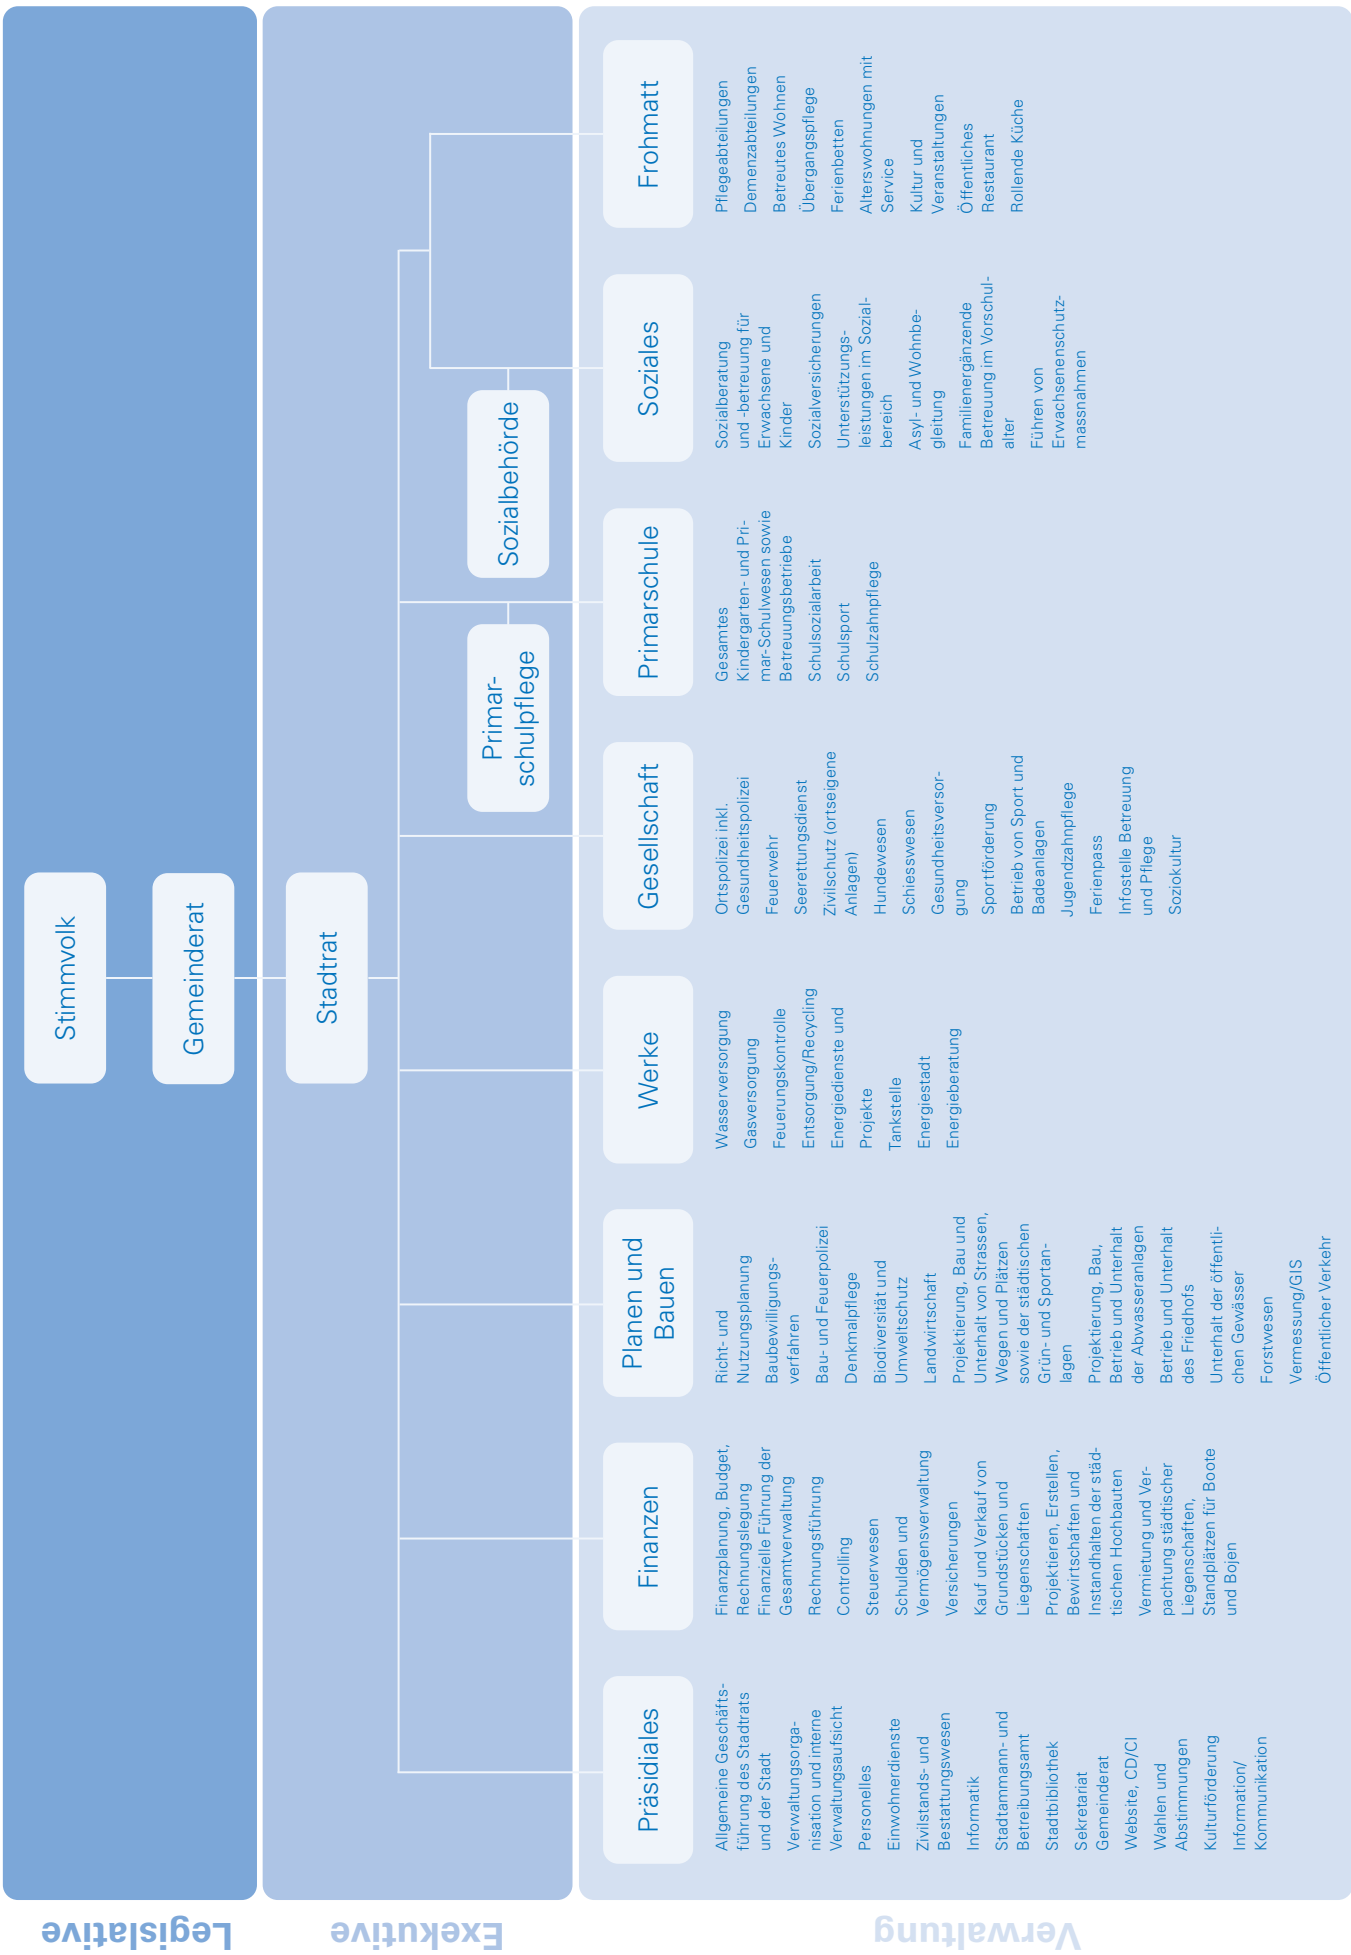 Legislative
Stimmvolk
Gemeinderat
Exekutive
Stadtrat
Primar-
schulpflege
Sozialbehörde
Verwaltung
Präsidiales
Allgemeine Geschäfts-
führung des Stadtrats
und der Stadt
Verwaltungsorga-
nisation und interne
Verwaltungsaufsicht
Personelles
Einwohnerdienste
Zivilstands- und
Bestattungswesen
Informatik
Stadtammann- und
Betreibungsamt
Stadtbibliothek
Sekretariat
Gemeinderat
Website, CD/CI
Wahlen und
Abstimmungen
Kulturförderung
Information/
Kommunikation
Finanzen
Finanzplanung, Budget,
Rechnungslegung
Finanzielle Führung der
Gesamtverwaltung
Rechnungsführung
Controlling
Steuerwesen
Schulden und
Vermögensverwaltung
Versicherungen
Kauf und Verkauf von
Grundstücken und
Liegenschaften
Projektieren, Erstellen,
Bewirtschaften und
Instandhalten der städ-
tischen Hochbauten
Vermietung und Ver-
pachtung städtischer
Liegenschaften,
Standplätzen für Boote
und Bojen
Planen und
Bauen
Richt- und
Nutzungsplanung
Baubewilligungs-
verfahren
Bau- und Feuerpolizei
Denkmalpflege
Biodiversität und
Umweltschutz
Landwirtschaft
Projektierung, Bau und
Unterhalt von Strassen,
Wegen und Plätzen
sowie der städtischen
Grün- und Sportan-
lagen
Projektierung, Bau,
Betrieb und Unterhalt
der Abwasseranlagen
Betrieb und Unterhalt
des Friedhofs
Unterhalt der öffentli-
chen Gewässer
Forstwesen
Vermessung/GIS
Öffentlicher Verkehr
Werke
Wasserversorgung
Gasversorgung
Feuerungskontrolle
Entsorgung/Recycling
Energiedienste und
Projekte
Tankstelle
Energiestadt
Energieberatung
Gesellschaft
Ortspolizei inkl.
Gesundheitspolizei
Feuerwehr
Seerettungsdienst
Zivilschutz (ortseigene
Anlagen)
Hundewesen
Schiesswesen
Gesundheitsversor-
gung
Sportförderung
Betrieb von Sport und
Badeanlagen
Jugendzahnpflege
Ferienpass
Infostelle Betreuung
und Pflege
Soziokultur
Primarschule
Gesamtes
Kindergarten- und Pri-
mar-Schulwesen sowie
Betreuungsbetriebe
Schulsozialarbeit
Schulsport
Schulzahnpflege
Soziales
Sozialberatung
und -betreuung für
Erwachsene und
Kinder
Sozialversicherungen
Unterstützungs-
leistungen im Sozial-
bereich
Asyl- und Wohnbe-
gleitung
Familienergänzende
Betreuung im Vorschul-
alter
Führen von
Erwachsenenschutz-
massnahmen
Frohmatt
Pflegeabteilungen
Demenzabteilungen
Betreutes Wohnen
Übergangspflege
Ferienbetten
Alterswohnungen mit
Service
Kultur und
Veranstaltungen
Öffentliches
Restaurant
Rollende Küche